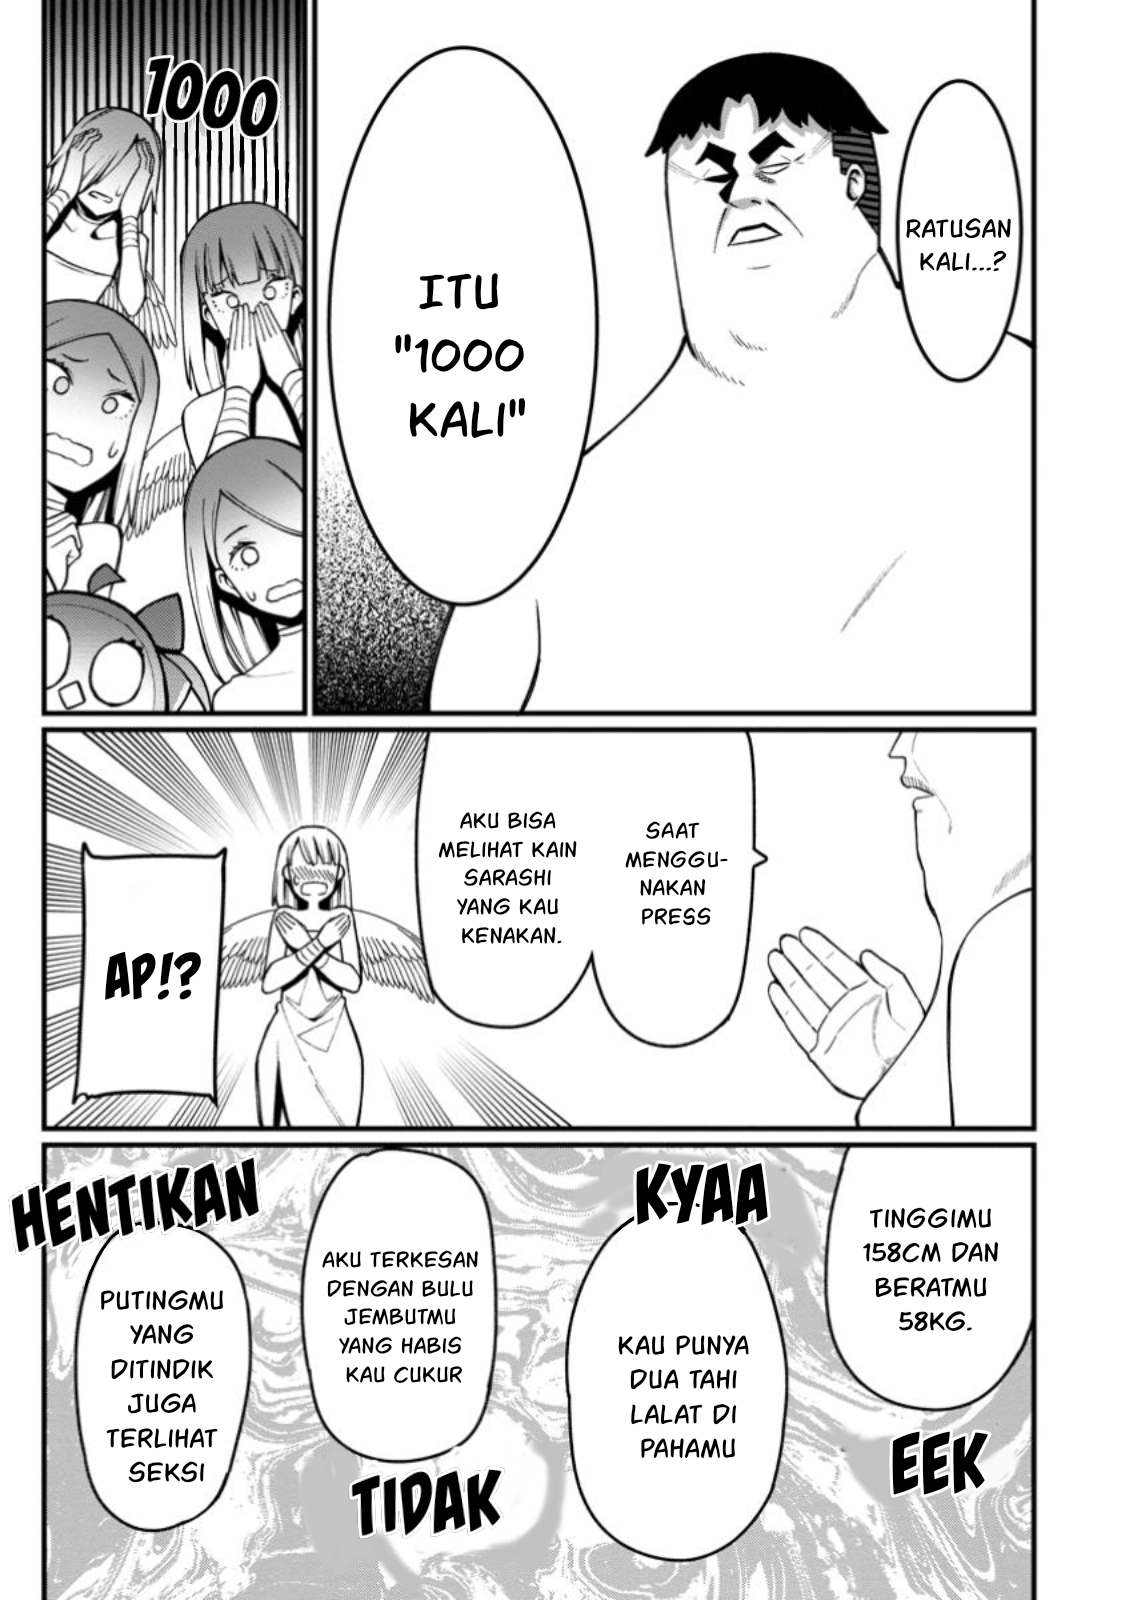 RATUSAN
KALI...?
ITU
"1000
KALI"
1000
SAAT
MENGGU-
NAKAN
PRESS
AKU BISA
MELIHAT KAIN
SARASHI
YANG KAU
KENAKAN.
AP!?
TINGGIMU
158CM DAN
BERATMU
58KG.
EEK
KYAA
KAU PUNYA
DUA TAHI
LALAT DI
PAHAMU
AKU TERKESAN
DENGAN BULU
JEMBUTMU
YANG HABIS
KAU CUKUR
TIDAK
HENTIKAN
PUTINGMU
YANG
DITINDIK
JUGA
TERLIHAT
SEKSI